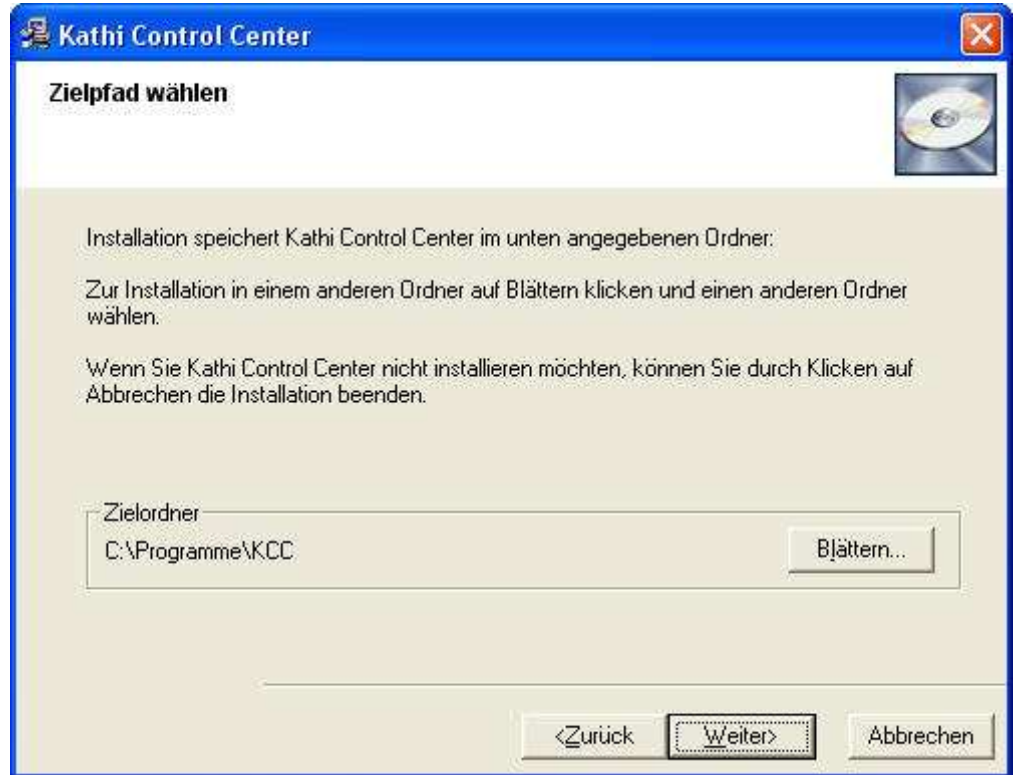 Kathi Control Center
Zielpfad wählen
Installation speichert Kathi Control Center im unten angegebenen Ordner:
Zur Installation in einem anderen Ordner auf Blättern klicken und einen anderen Ordner
wählen.
Wenn Sie Kathi Control Center nicht installieren möchten, können Sie durch Klicken auf
Abbrechen die Installation beenden.
Zielordner
C:\Programme\KCC
Blättern...
<Zurück
Weiter>
Abbrechen